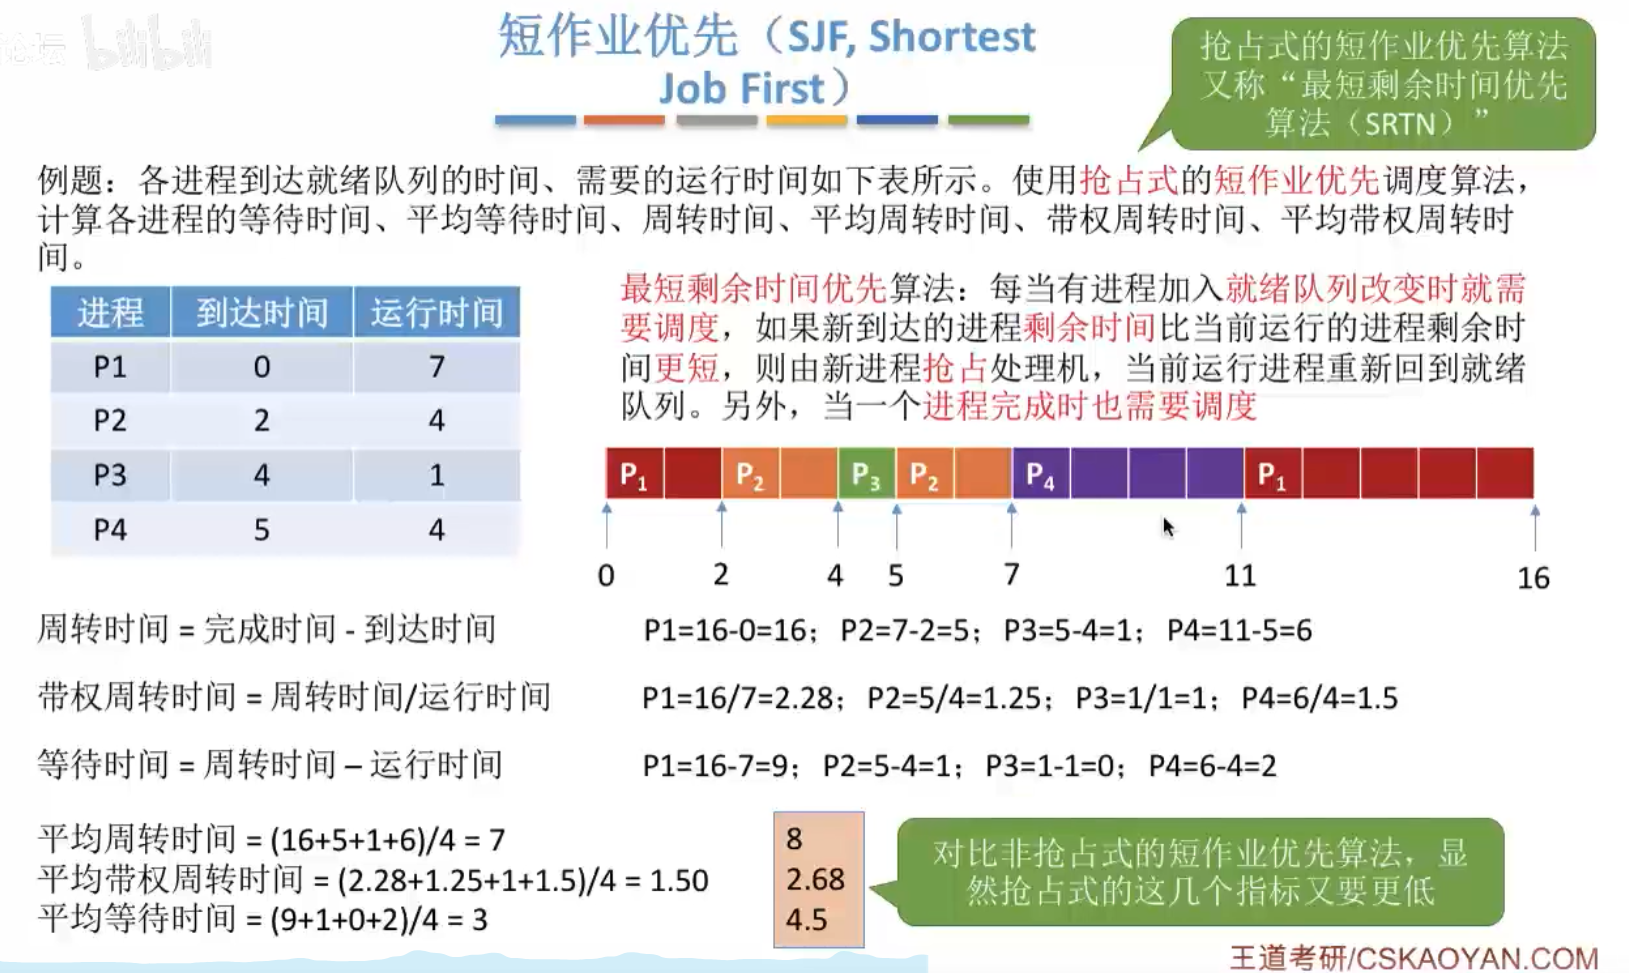 论坛 bilibili
短作业优先（SJF, Shortest
Job First）
抢占式的短作业优先算法
又称“最短剩余时间优先
算法（SRTN）”
例题：各进程到达就绪队列的时间、需要的运行时间如下表所示。使用抢占式的短作业优先调度算法，
计算各进程的等待时间、平均等待时间、周转时间、平均周转时间、带权周转时间、平均带权周转时
间。
进程 到达时间 运行时间
P1 0 7
P2 2 4
P3 4 1
P4 5 4
最短剩余时间优先算法：每当有进程加入就绪队列改变时就需
要调度，如果新到达的进程剩余时间比当前运行的进程剩余时
间更短，则由新进程抢占处理机，当前运行进程重新回到就绪
队列。另外，当一个进程完成时也需要调度
P1 P2 P3 P2 P4 P1
0 2 4 5 7 11 16
周转时间 = 完成时间 - 到达时间 P1=16-0=16；P2=7-2=5；P3=5-4=1；P4=11-5=6
带权周转时间 = 周转时间/运行时间 P1=16/7=2.28；P2=5/4=1.25；P3=1/1=1；P4=6/4=1.5
等待时间 = 周转时间 – 运行时间 P1=16-7=9；P2=5-4=1；P3=1-1=0；P4=6-4=2
平均周转时间 = (16+5+1+6)/4 = 7
平均带权周转时间 = (2.28+1.25+1+1.5)/4 = 1.50
平均等待时间 = (9+1+0+2)/4 = 3
8
2.68
4.5
对比非抢占式的短作业优先算法，显
然抢占式的这几个指标又要更低
王道考研/CSKAOYAN.COM